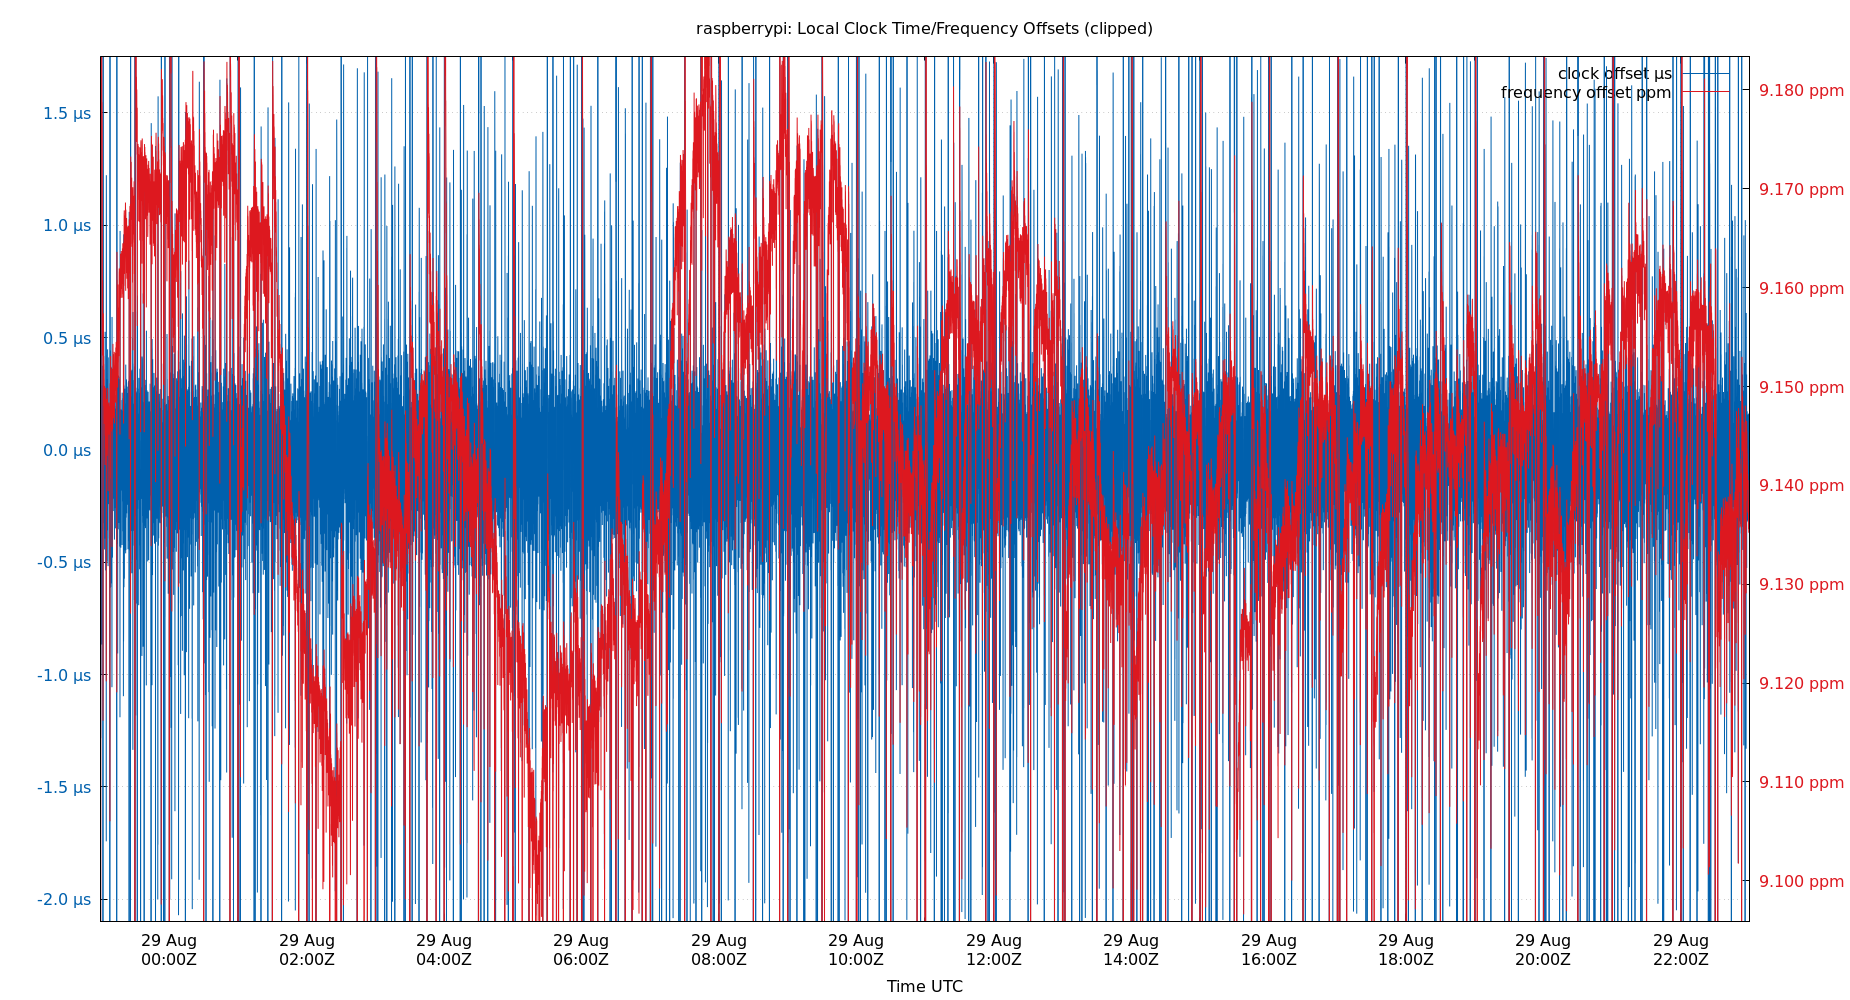 raspberrypi: Local Clock Time/Frequency Offsets (clipped)
clock offset µs
frequency offset ppm
1.5 µs
1.0 µs
0.5 µs
0.0 µs
-0.5 µs
-1.0 µs
-1.5 µs
-2.0 µs
9.180 ppm
9.170 ppm
9.160 ppm
9.150 ppm
9.140 ppm
9.130 ppm
9.120 ppm
9.110 ppm
9.100 ppm
29 Aug
00:00Z
29 Aug
02:00Z
29 Aug
04:00Z
29 Aug
06:00Z
29 Aug
08:00Z
29 Aug
10:00Z
29 Aug
12:00Z
29 Aug
14:00Z
29 Aug
16:00Z
29 Aug
18:00Z
29 Aug
20:00Z
29 Aug
22:00Z
Time UTC